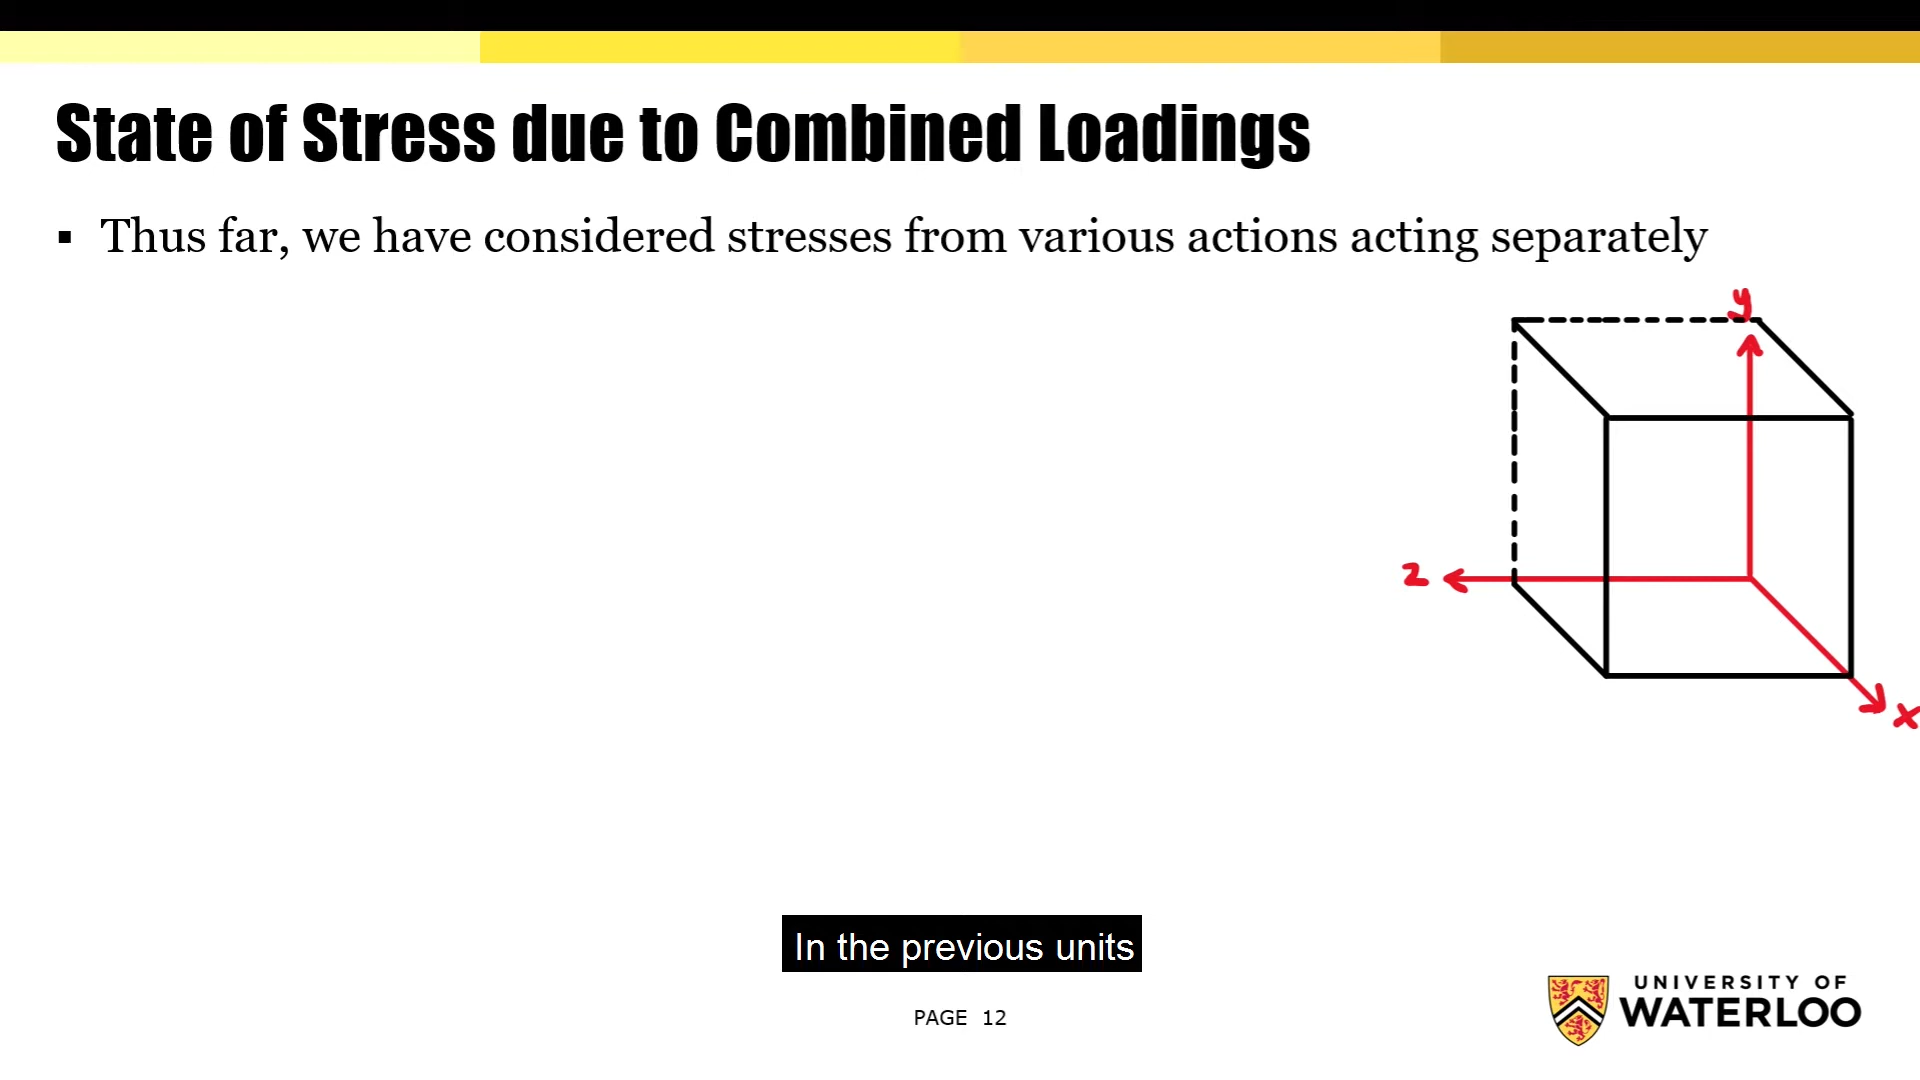 State of Stress due to Combined Loadings
▪ Thus far, we have considered stresses from various actions acting separately
y
z
x
In the previous units
PAGE 12
UNIVERSITY OF
WATERLOO